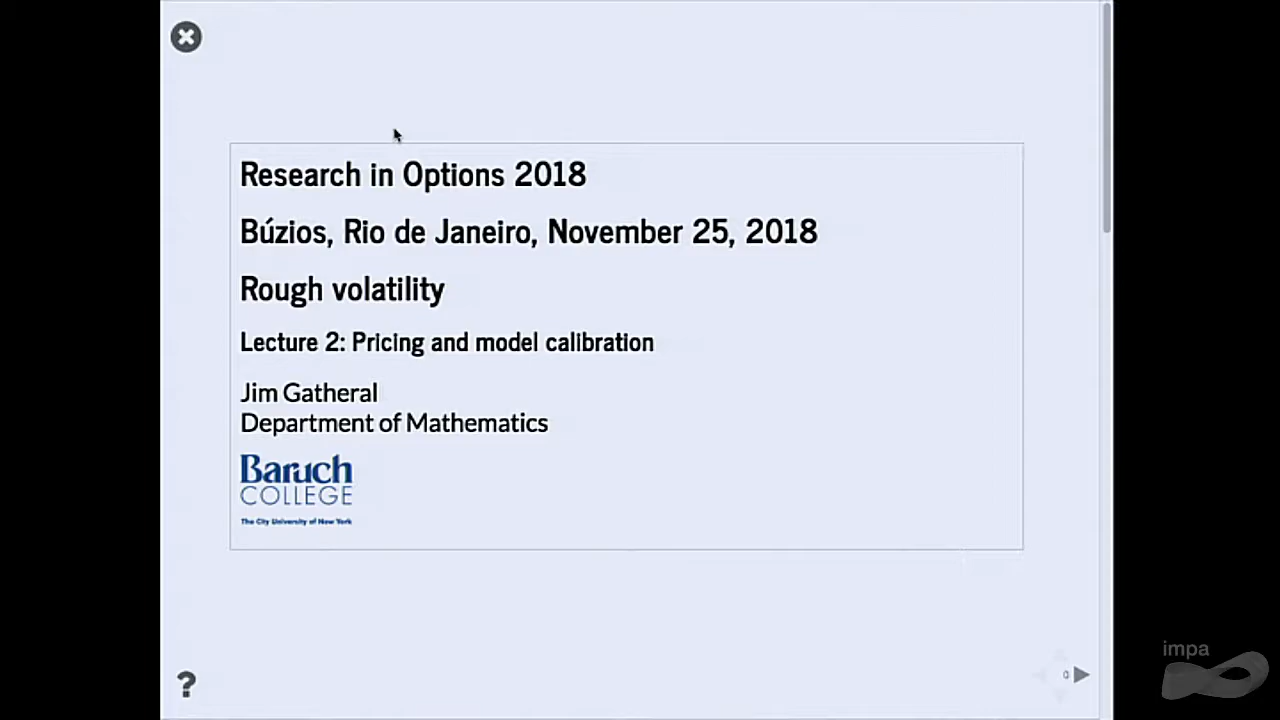 Research in Options 2018
Búzios, Rio de Janeiro, November 25, 2018
Rough volatility
Lecture 2: Pricing and model calibration
Jim Gatheral
Department of Mathematics
Baruch
COLLEGE
The City University of New York
?
0
impa